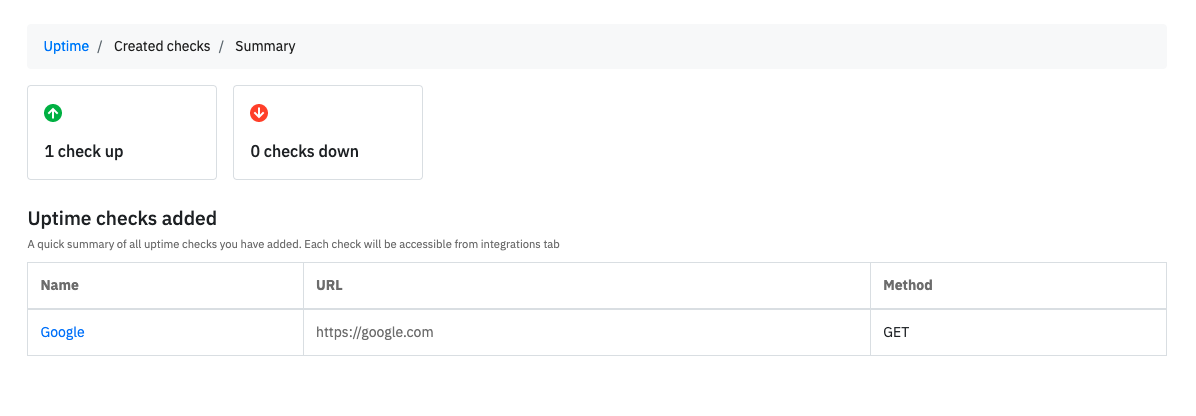 Uptime / Created checks / Summary
1 check up
0 checks down
Uptime checks added
A quick summary of all uptime checks you have added. Each check will be accessible from integrations tab
Name URL Method
Google https://google.com GET